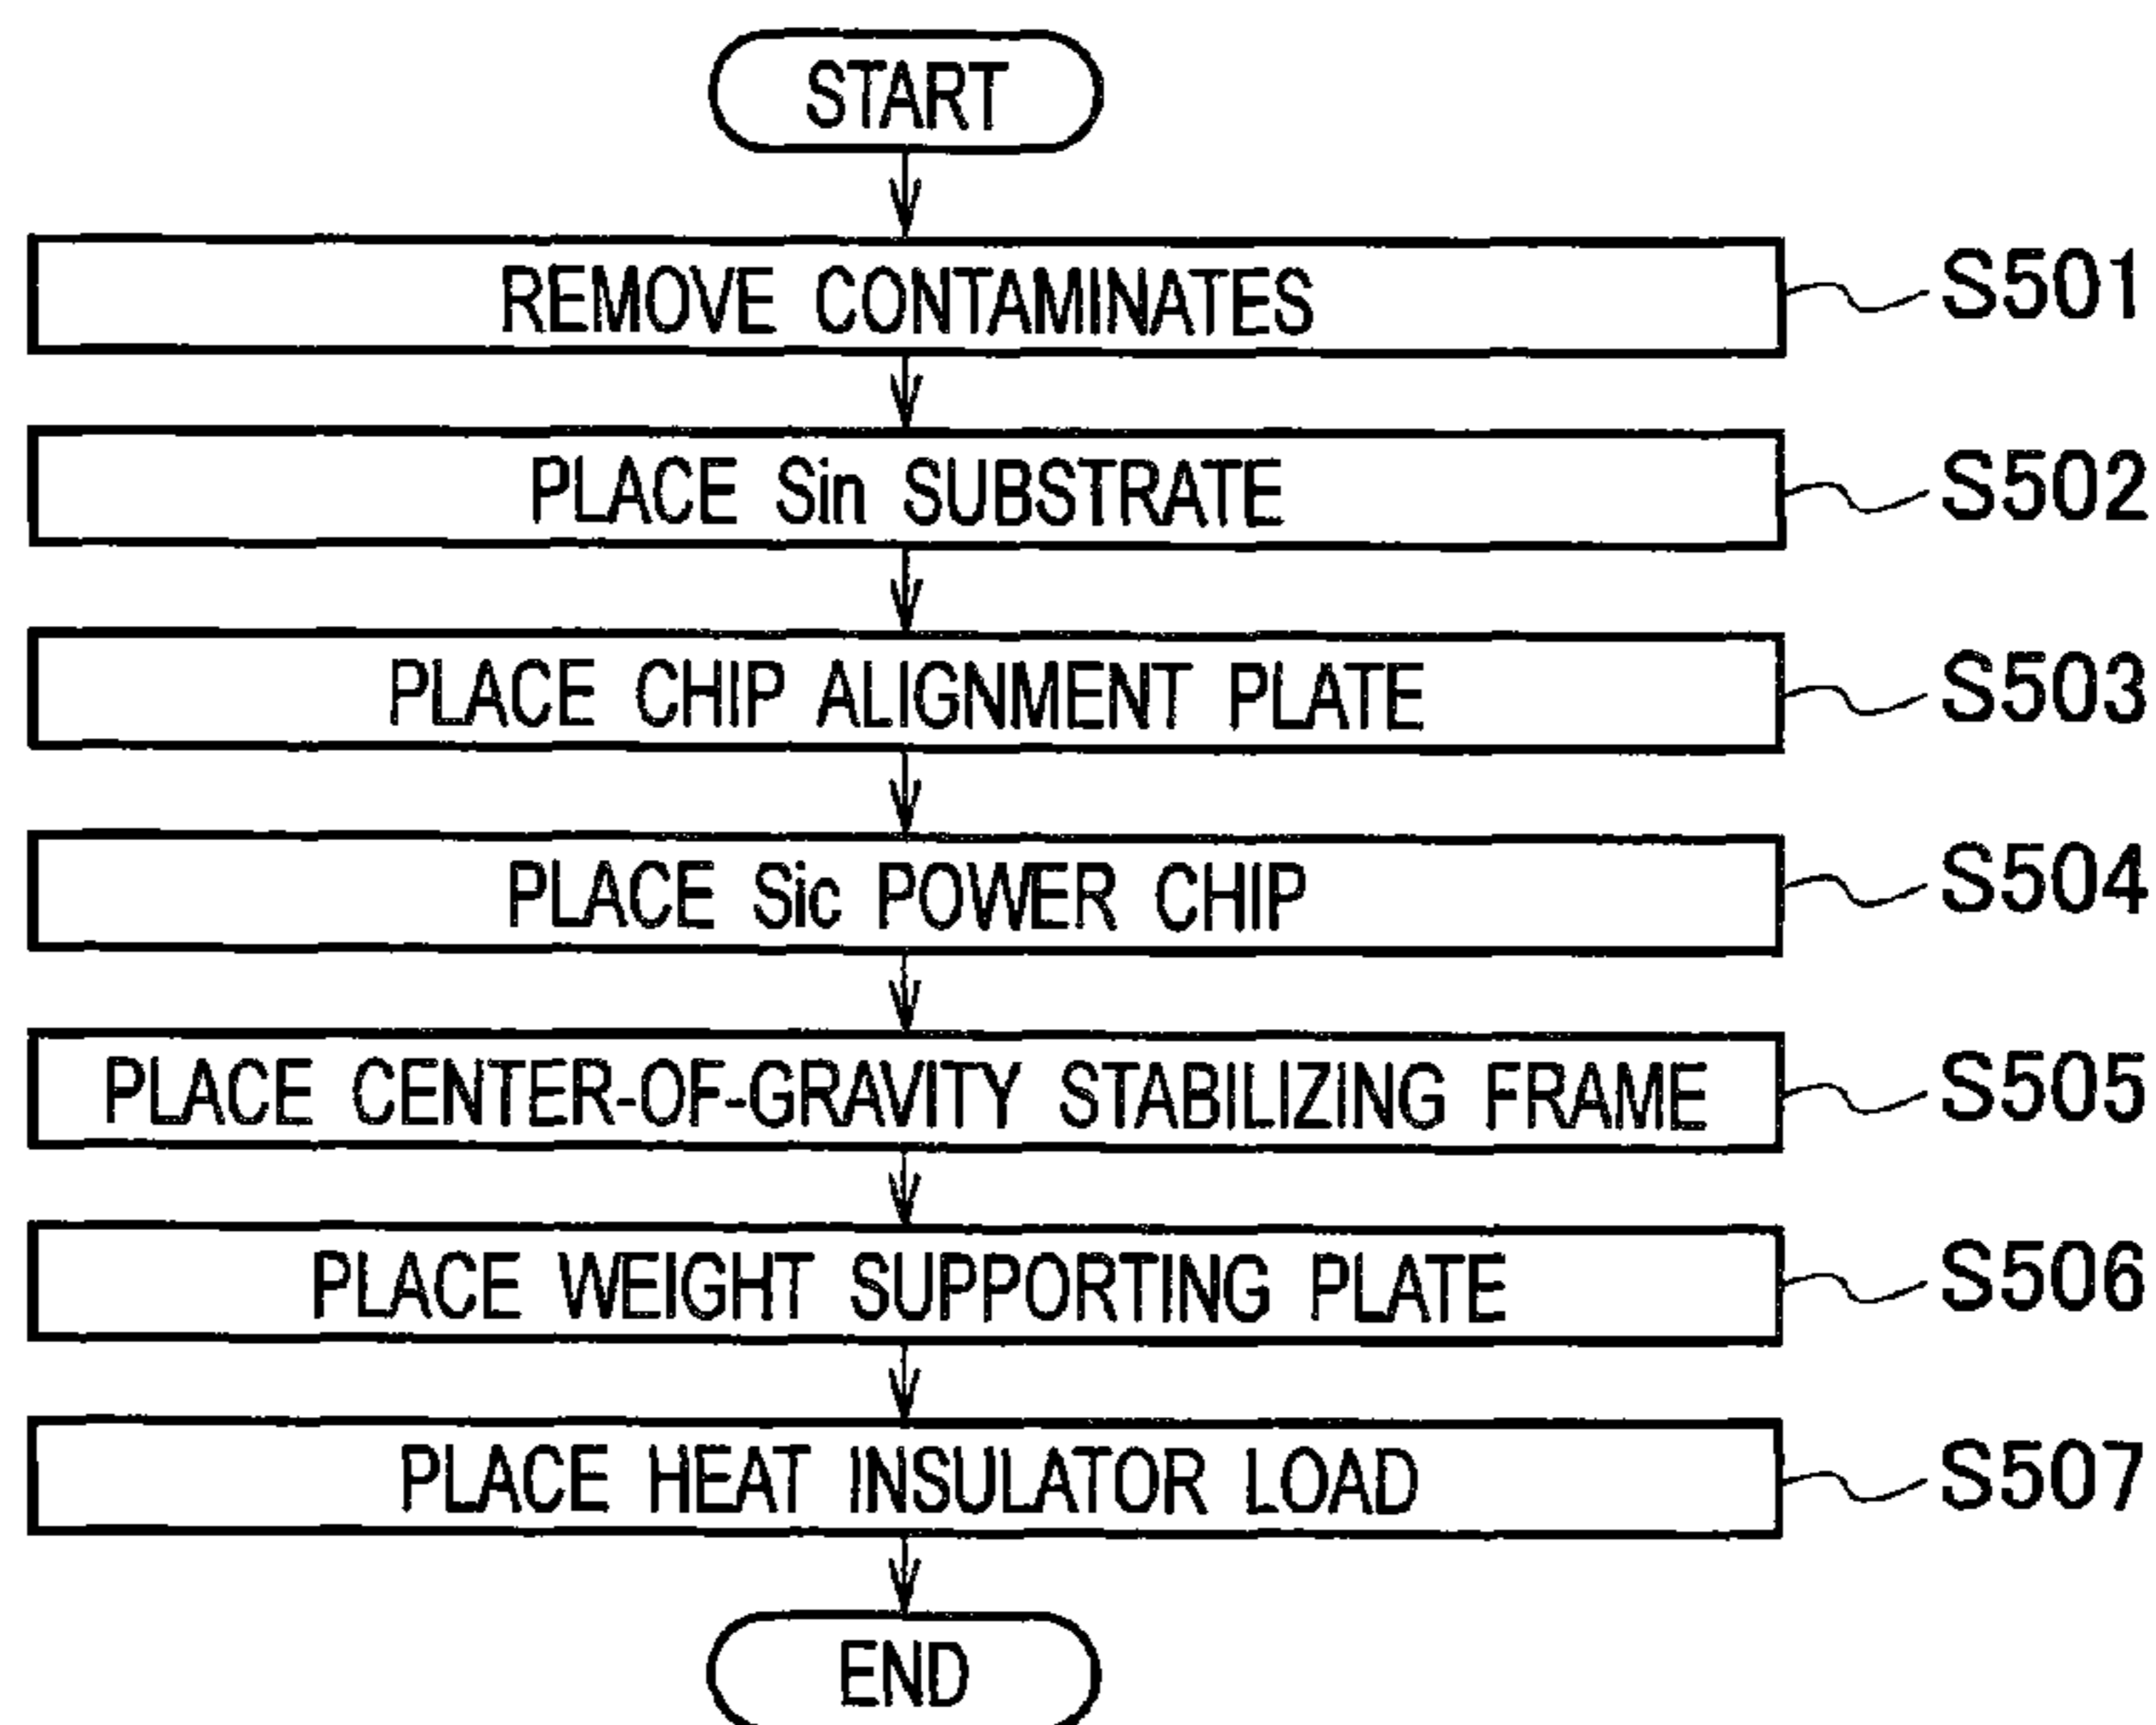 START
REMOVE CONTAMINATES S501
PLACE Sin SUBSTRATE S502
PLACE CHIP ALIGNMENT PLATE S503
PLACE Sic POWER CHIP S504
PLACE CENTER-OF-GRAVITY STABILIZING FRAME S505
PLACE WEIGHT SUPPORTING PLATE S506
PLACE HEAT INSULATOR LOAD S507
END